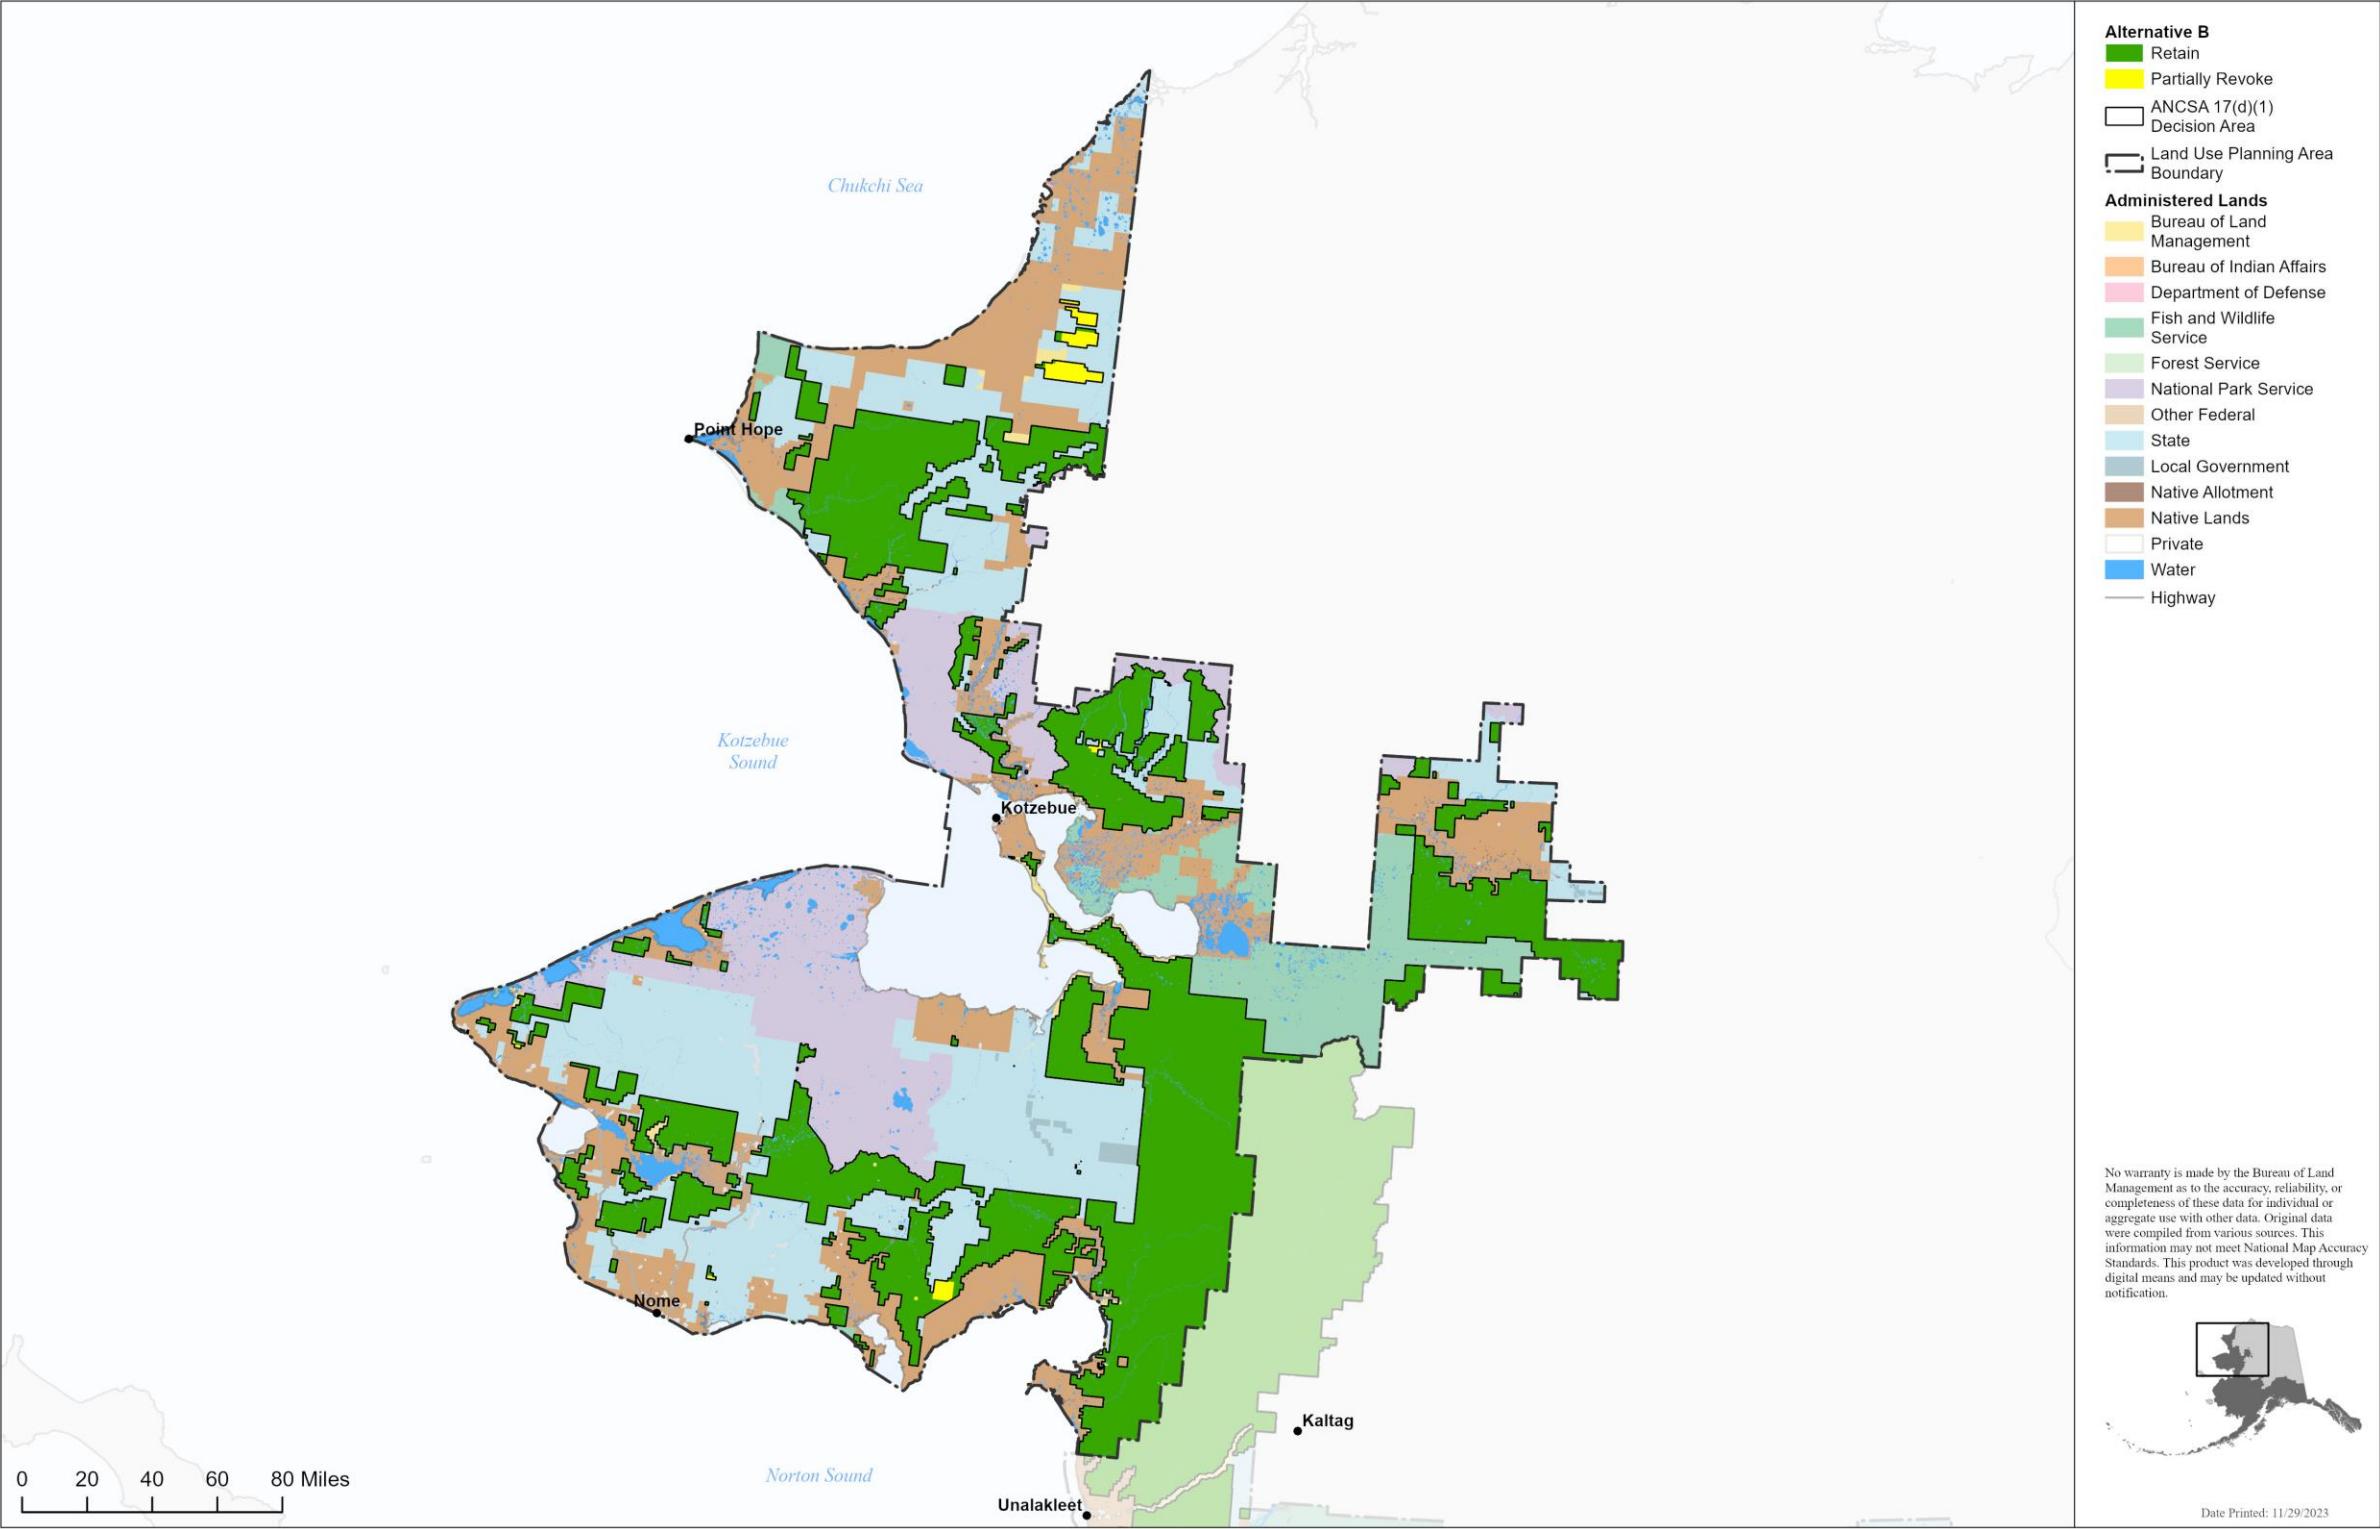 Chukchi Sea
Point Hope
Kotzebue
Sound
Kotzebue
Nome
Kaltag
Norton Sound
Unalakleet
0 20 40 60 80 Miles
Alternative B
Retain
Partially Revoke
ANCSA 17(d)(1)
Decision Area
Land Use Planning Area
Boundary
Administered Lands
Bureau of Land
Management
Bureau of Indian Affairs
Department of Defense
Fish and Wildlife
Service
Forest Service
National Park Service
Other Federal
State
Local Government
Native Allotment
Native Lands
Private
Water
Highway
No warranty is made by the Bureau of Land
Management as to the accuracy, reliability, or
completeness of these data for individual or
aggregate use with other data. Original data
were compiled from various sources. This
information may not meet National Map Accuracy
Standards. This product was developed through
digital means and may be updated without
notification.
Date Printed: 11/29/2023